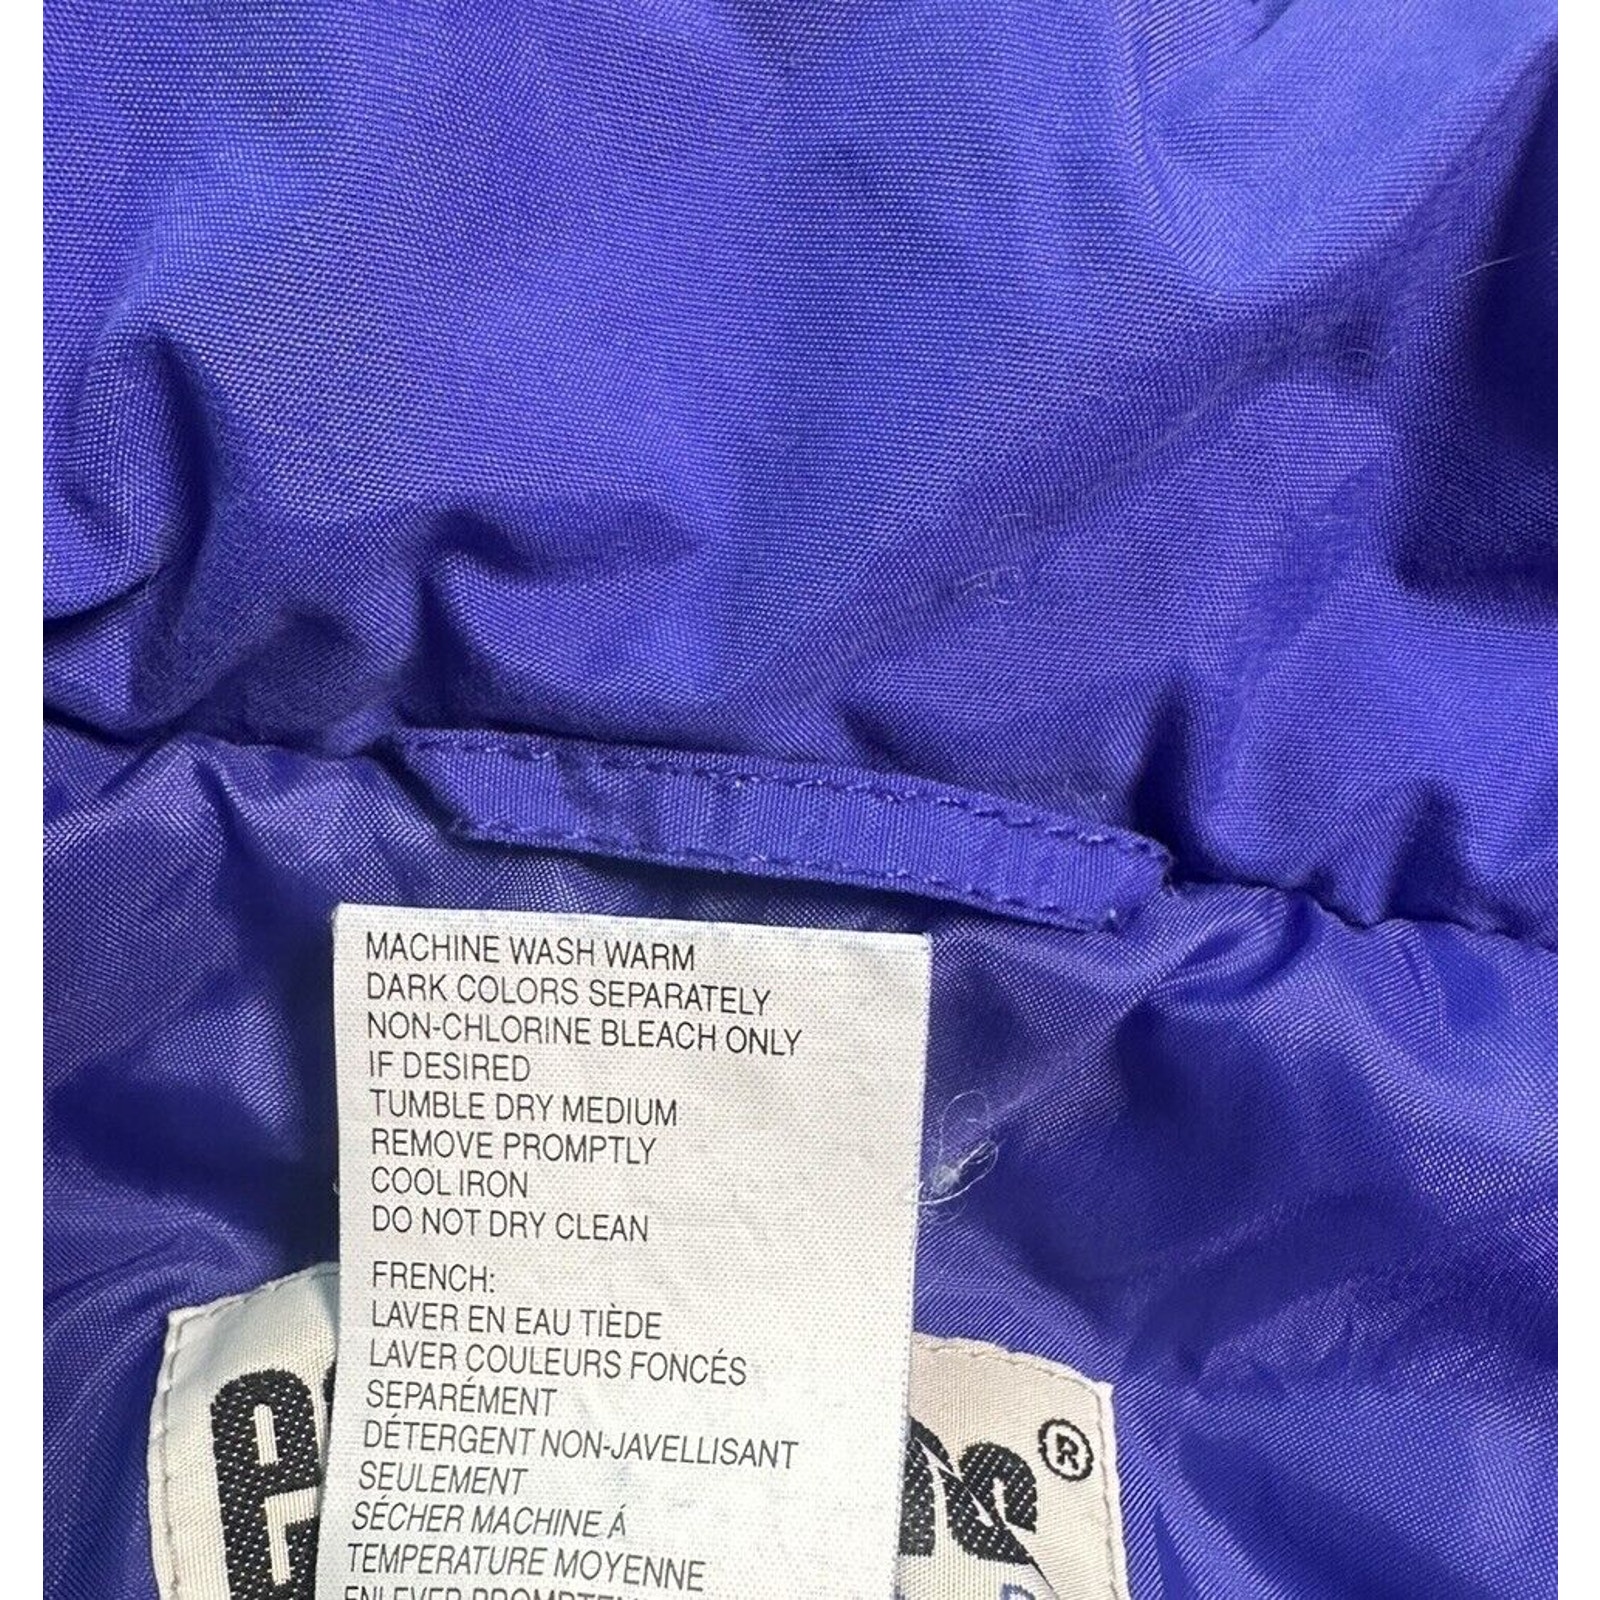 MACHINE WASH WARM
DARK COLORS SEPARATELY
NON-CHLORINE BLEACH ONLY
IF DESIRED
TUMBLE DRY MEDIUM
REMOVE PROMPTLY
COOL IRON
DO NOT DRY CLEAN
FRENCH:
LAVER EN EAU TIÈDE
LAVER COULEURS FONCÉS
SEPARÉMENT
DÉTERGENT NON-JAVELLISANT
SEULEMENT
SÉCHER MACHINE Á
TEMPERATURE MOYENNE
ENLEVER
®